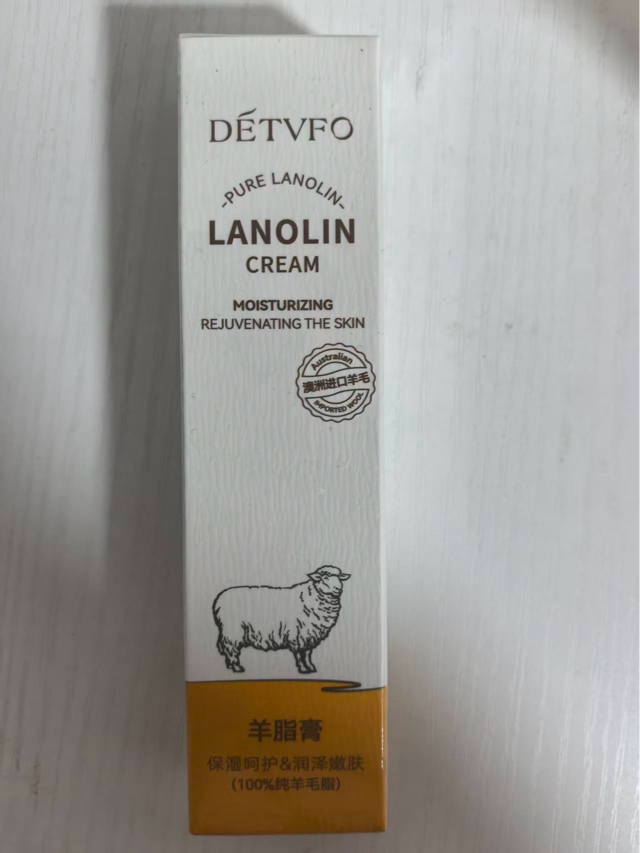 DÉTVFO
-PURE LANOLIN-
LANOLIN
CREAM
MOISTURIZING
REJUVENATING THE SKIN
Australian
澳洲进口羊毛
IMPORTED WOOL
羊脂膏
保湿呵护&润泽嫩肤
(100%纯羊毛脂)